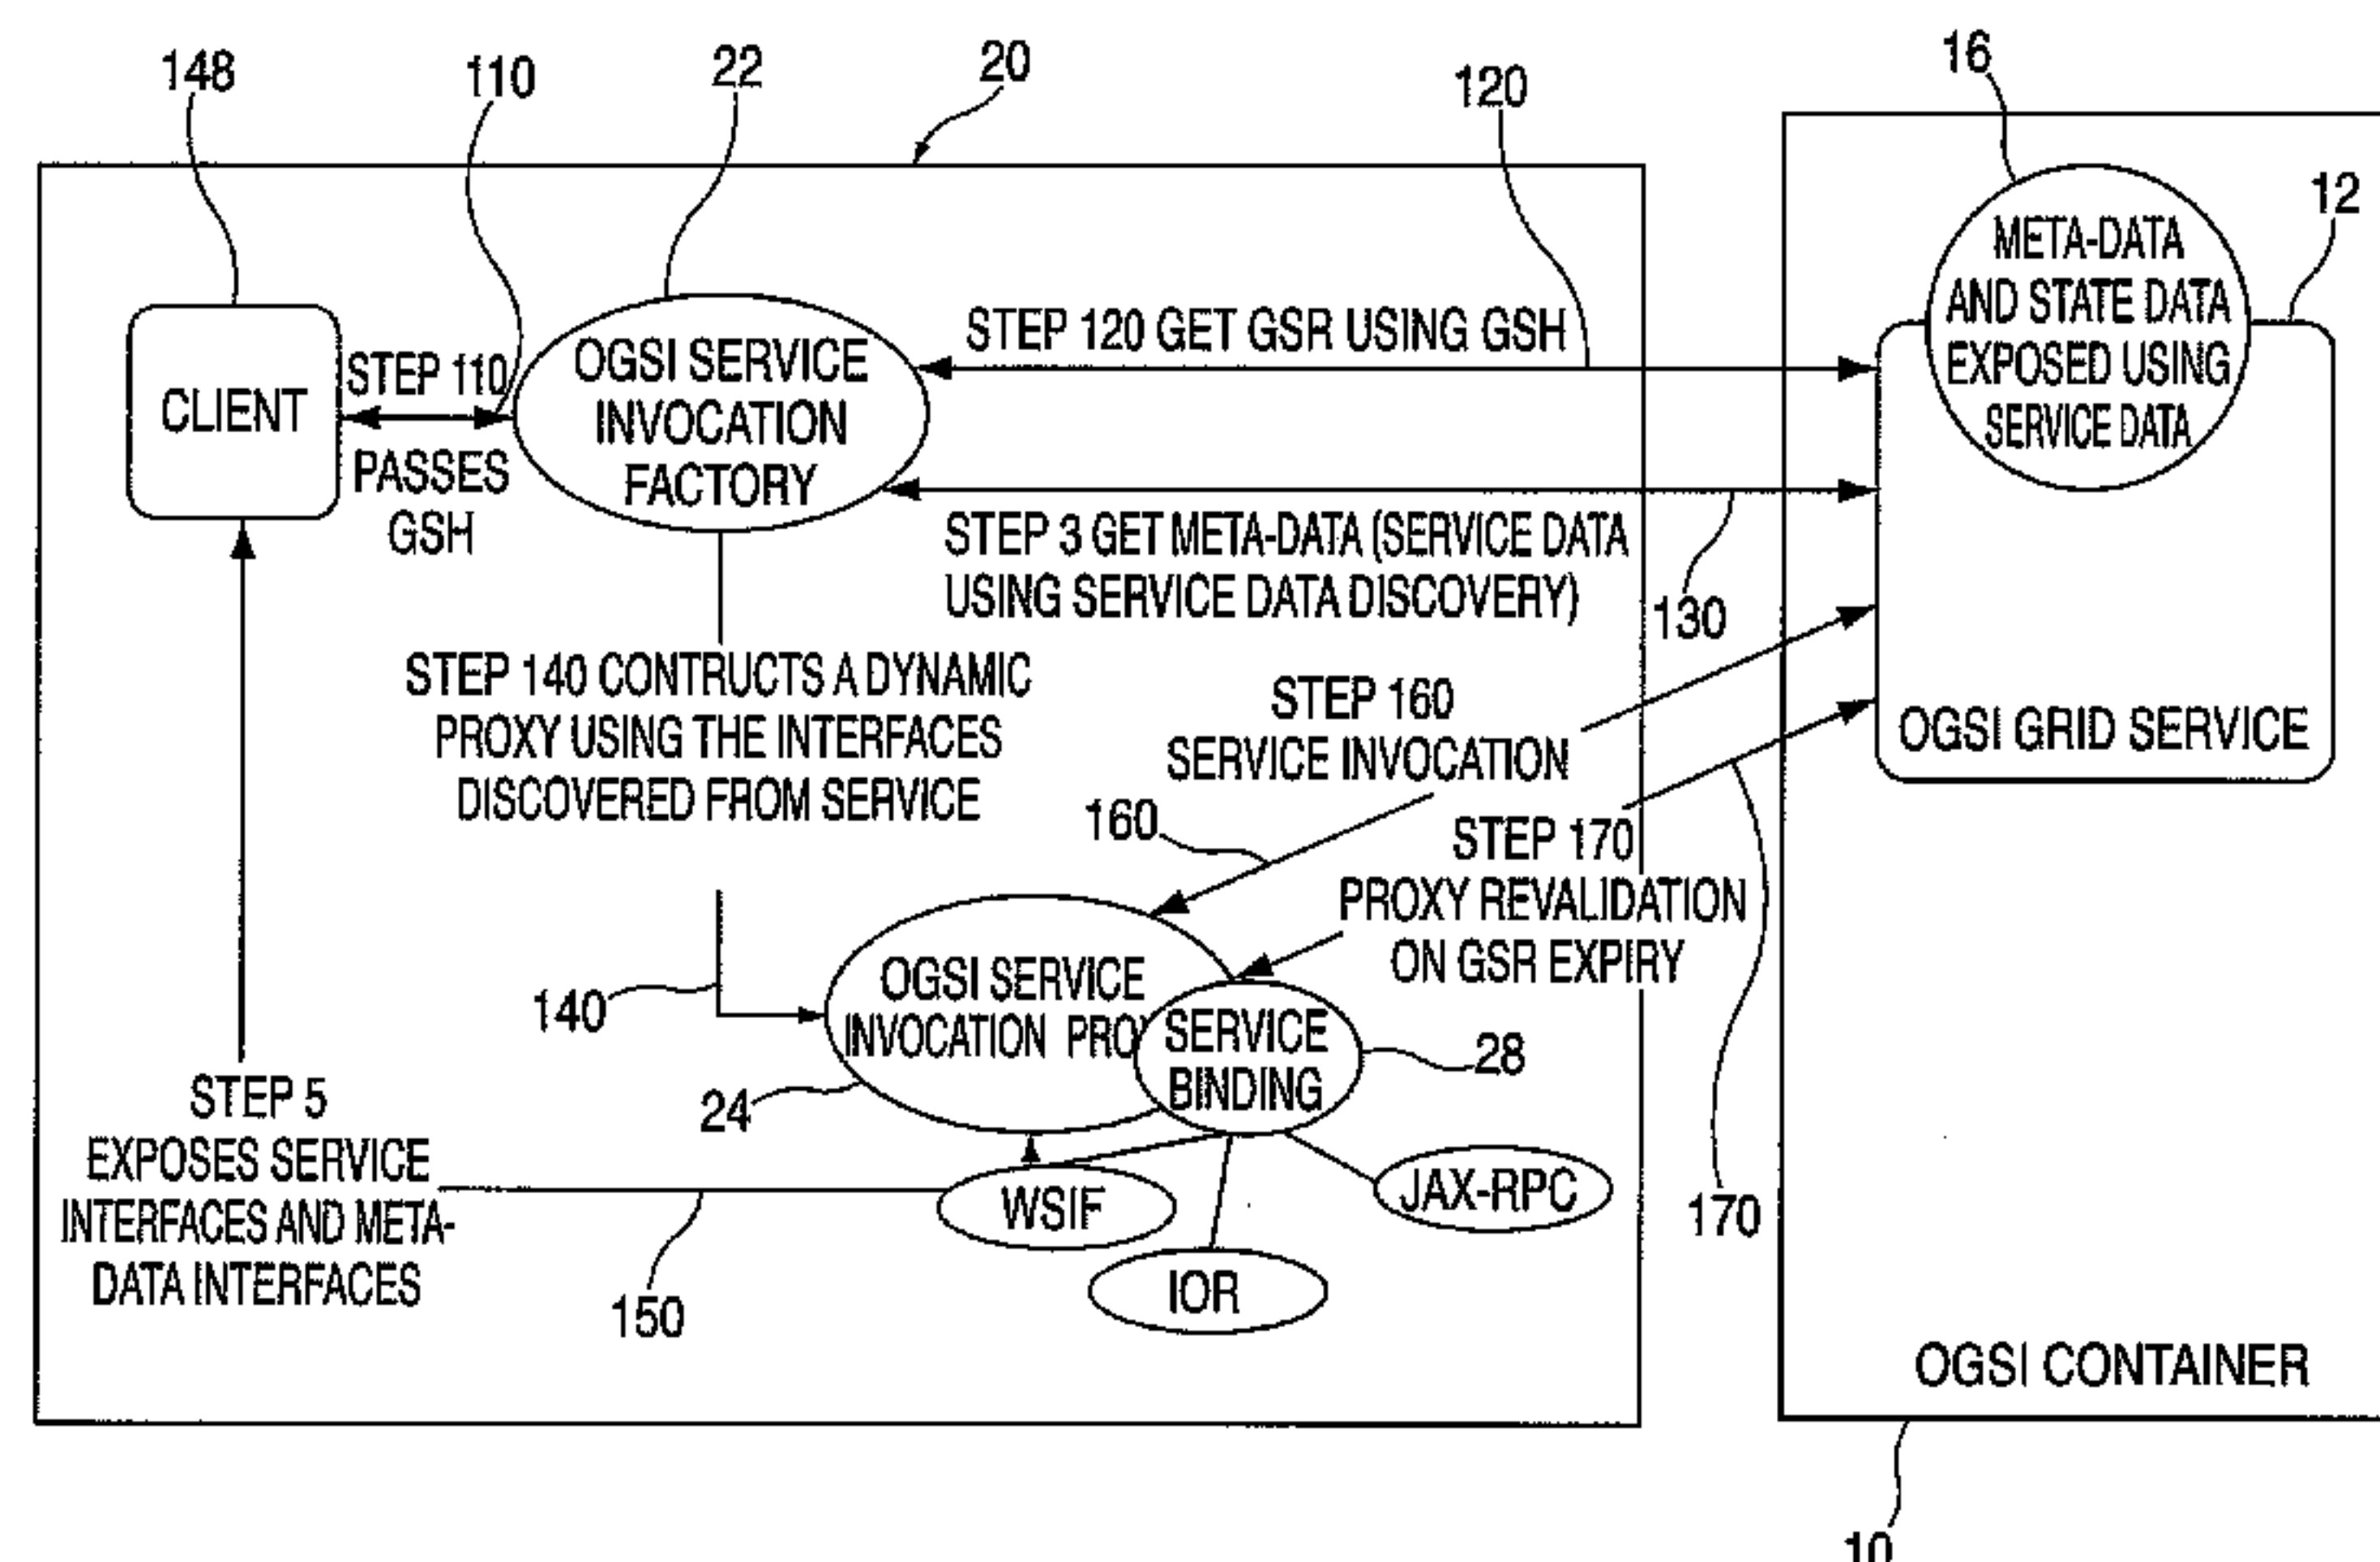 148
110
22
20
120
16
12
META-DATA
AND STATE DATA
EXPOSED USING
SERVICE DATA
CLIENT
STEP 110
PASSES
GSH
OGSI SERVICE
INVOCATION
FACTORY
STEP 120 GET GSR USING GSH
STEP 3 GET META-DATA (SERVICE DATA
USING SERVICE DATA DISCOVERY)
130
STEP 140 CONTRUCTS A DYNAMIC
PROXY USING THE INTERFACES
DISCOVERED FROM SERVICE
STEP 160
SERVICE INVOCATION
OGSI GRID SERVICE
160
STEP 170
PROXY REVALIDATION
ON GSR EXPIRY
140
OGSI SERVICE
INVOCATION PRO
SERVICE
BINDING
28
24
STEP 5
EXPOSES SERVICE
INTERFACES AND META-
DATA INTERFACES
150
WSIF
JAX-RPC
IOR
170
OGSI CONTAINER
10